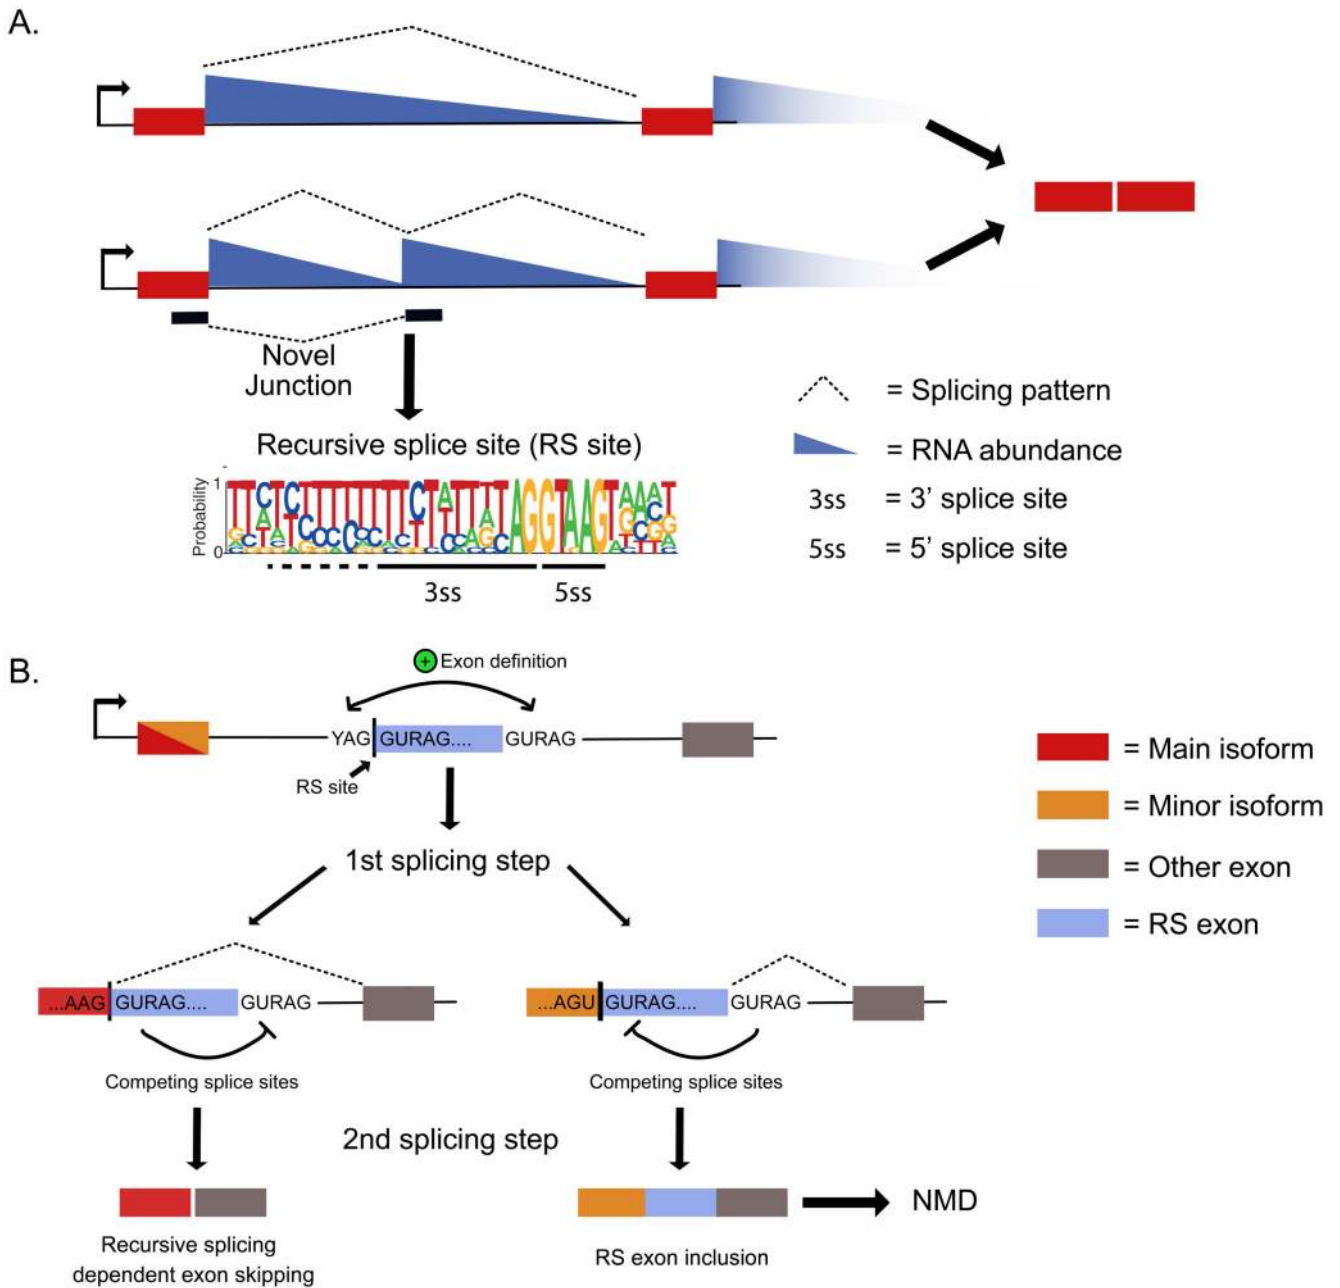 A.
Novel
Junction
Recursive splice site (RS site)
Probability
1
0
3ss
5ss
= Splicing pattern
= RNA abundance
3ss = 3' splice site
5ss = 5' splice site
B.
+ Exon definition
YAG GURAG.... GURAG
RS site
1st splicing step
...AAG GURAG.... GURAG
...AGU GURAG.... GURAG
Competing splice sites
Competing splice sites
2nd splicing step
NMD
Recursive splicing
dependent exon skipping
RS exon inclusion
= Main isoform
= Minor isoform
= Other exon
= RS exon